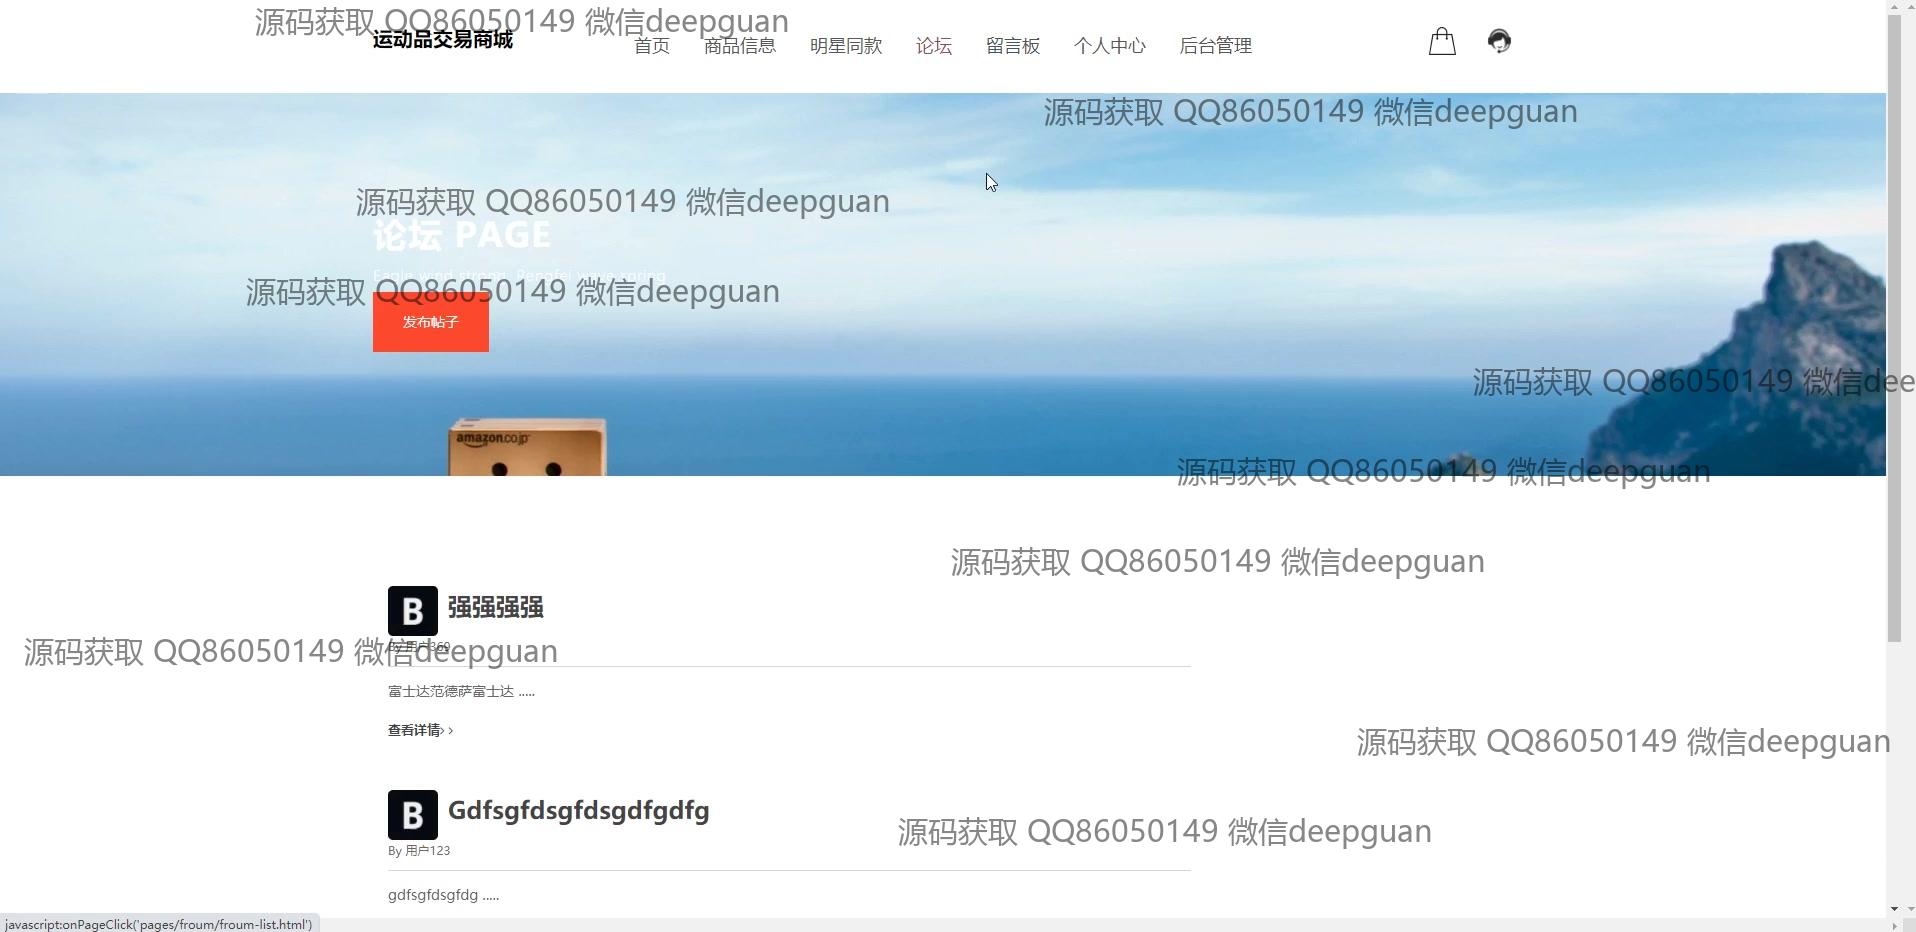 源码获取 QQ86050149 微信deepguan
运动品交易商城
首页 商品信息 明星同款 论坛 留言板 个人中心 后台管理
源码获取 QQ86050149 微信deepguan
源码获取 QQ86050149 微信deepguan
论坛 PAGE
Eagle wind strong, Pengfei wave spring
源码获取 QQ86050149 微信deepguan
发布帖子
源码获取 QQ86050149 微信dee
amazon.co.jp
源码获取 QQ86050149 微信deepguan
源码获取 QQ86050149 微信deepguan
B 强强强强
By 用户369
源码获取 QQ86050149 微信deepguan
富士达范德萨富士达 .....
查看详情> >
源码获取 QQ86050149 微信deepguan
B Gdfsgfdsgfdsgdfgdfg
源码获取 QQ86050149 微信deepguan
By 用户123
gdfsgfdsgfdg .....
javascript:onPageClick('pages/froum/froum-list.html')